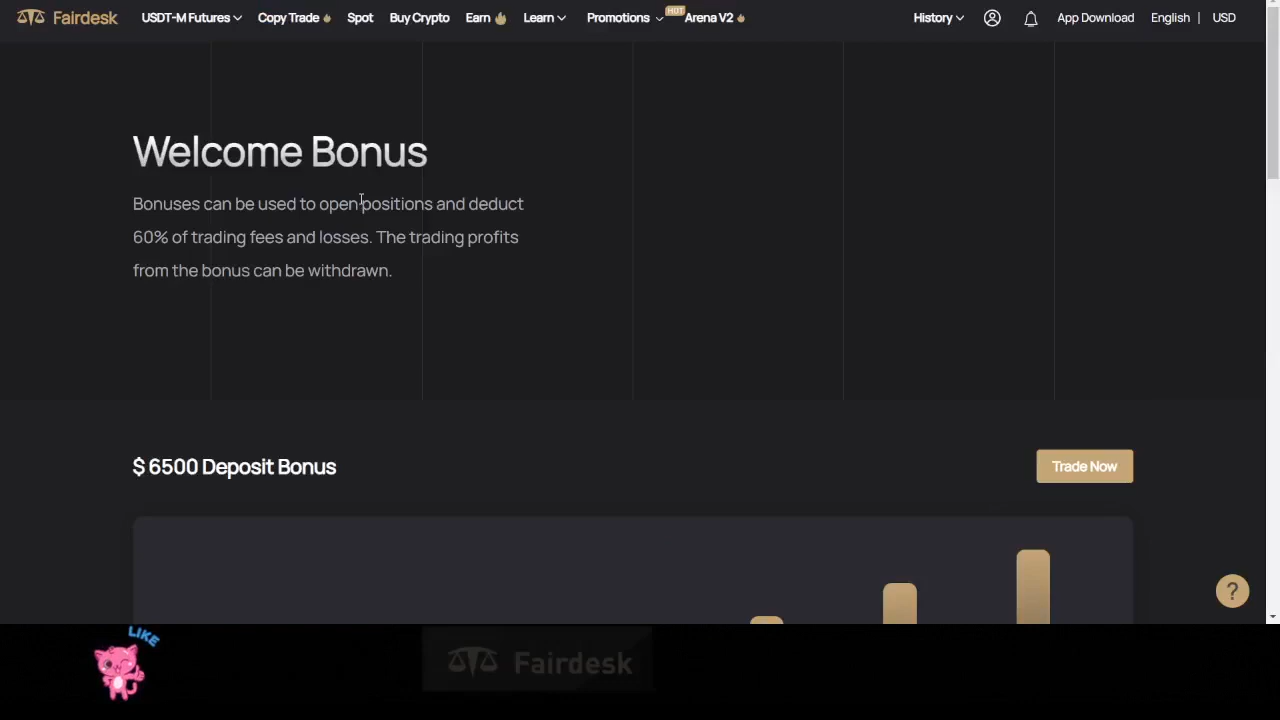 Fairdesk
USDT-M Futures
Copy Trade
Spot
Buy Crypto
Earn
Learn
Promotions
HOT
Arena V2
History
App Download
English |
USD
Welcome Bonus
Bonuses can be used to open positions and deduct
60% of trading fees and losses. The trading profits
from the bonus can be withdrawn.
$ 6500 Deposit Bonus
Trade Now
?
LIKE
Fairdesk